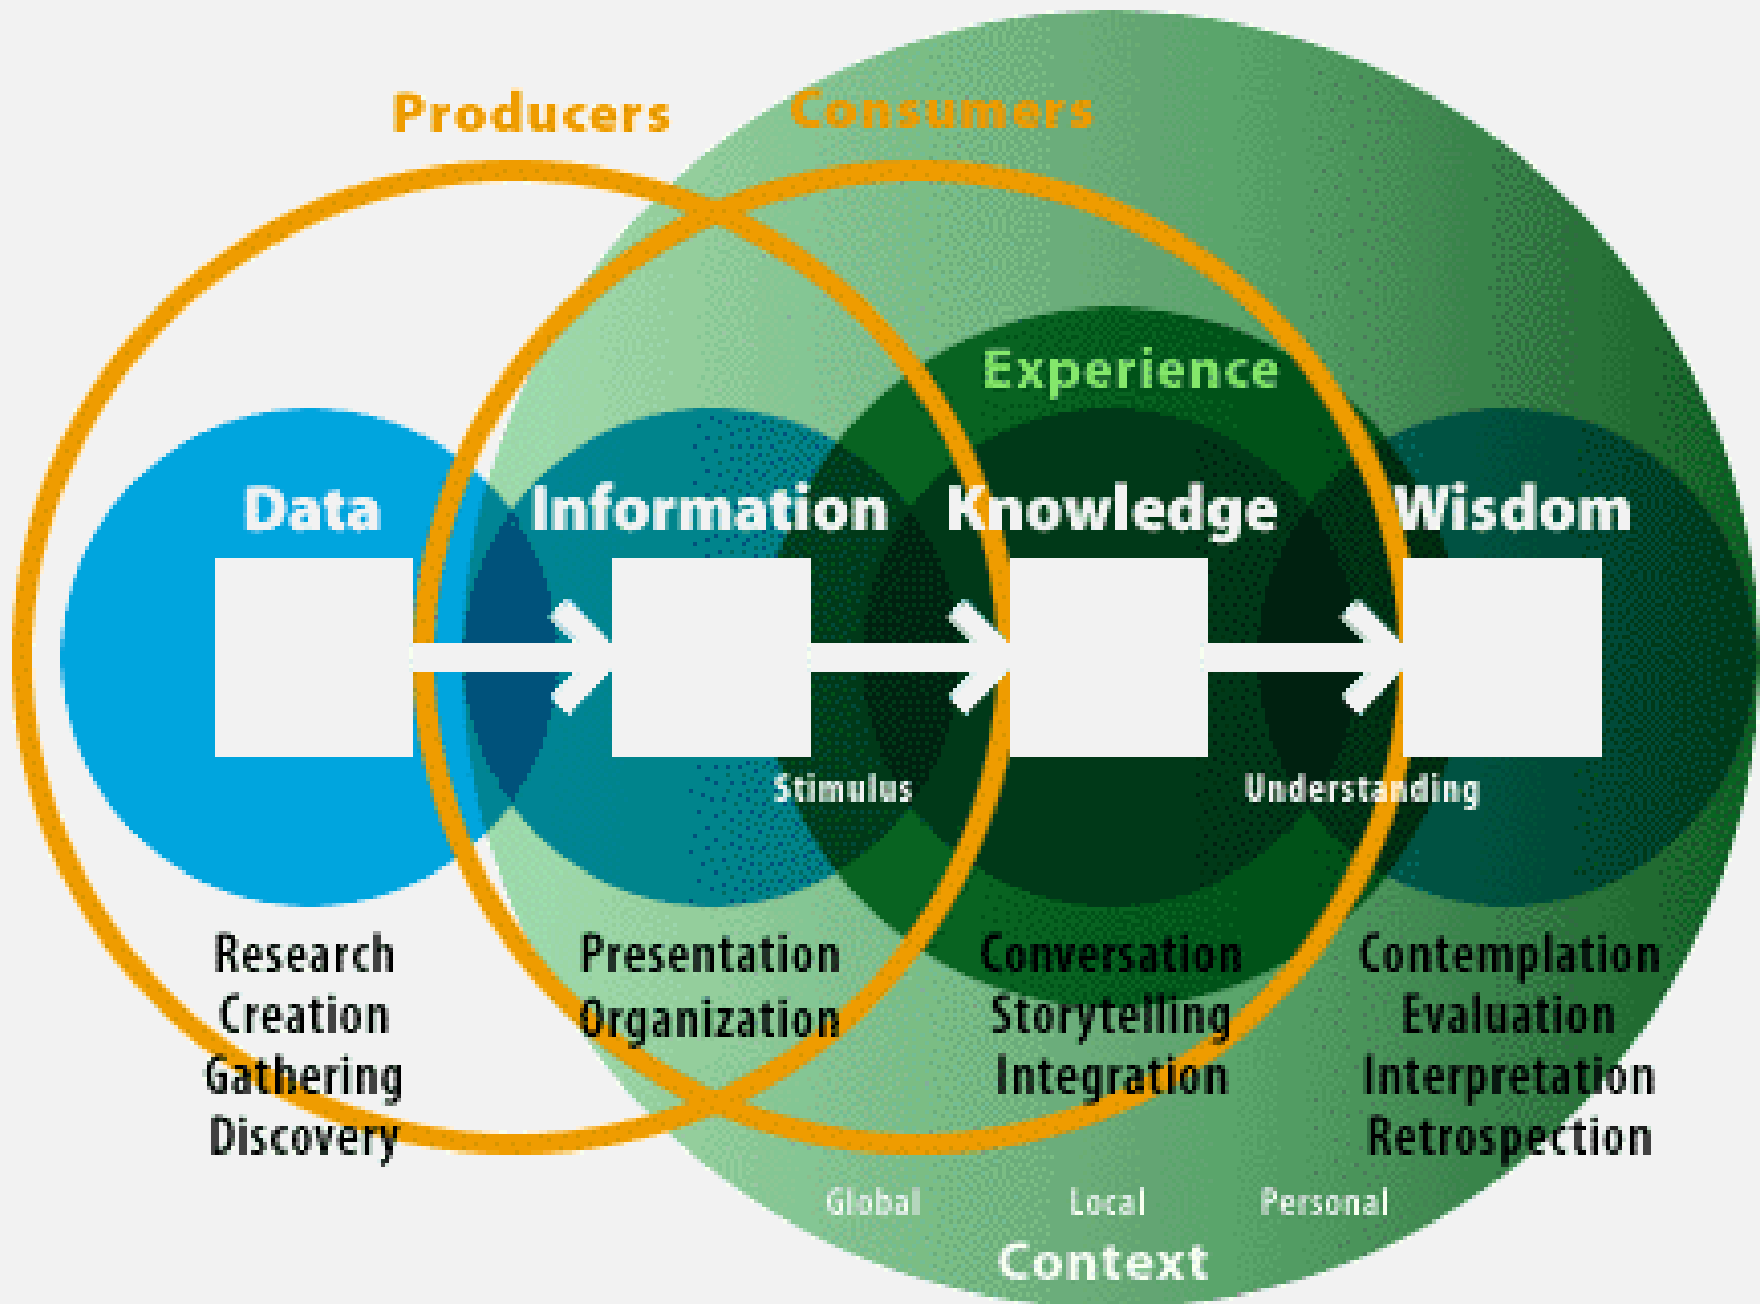 Producers
Consumers
Experience
Data
Information
Knowledge
Wisdom
Stimulus
Understanding
Research
Creation
Gathering
Discovery
Presentation
Organization
Conversation
Storytelling
Integration
Contemplation
Evaluation
Interpretation
Retrospection
Global
Local
Personal
Context